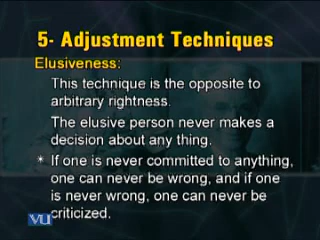 5- Adjustment Techniques
Elusiveness:
This technique is the opposite to
arbitrary rightness.
The elusive person never makes a
decision about any thing.
* If one is never committed to anything,
one can never be wrong, and if one
is never wrong, one can never be
criticized.
VU